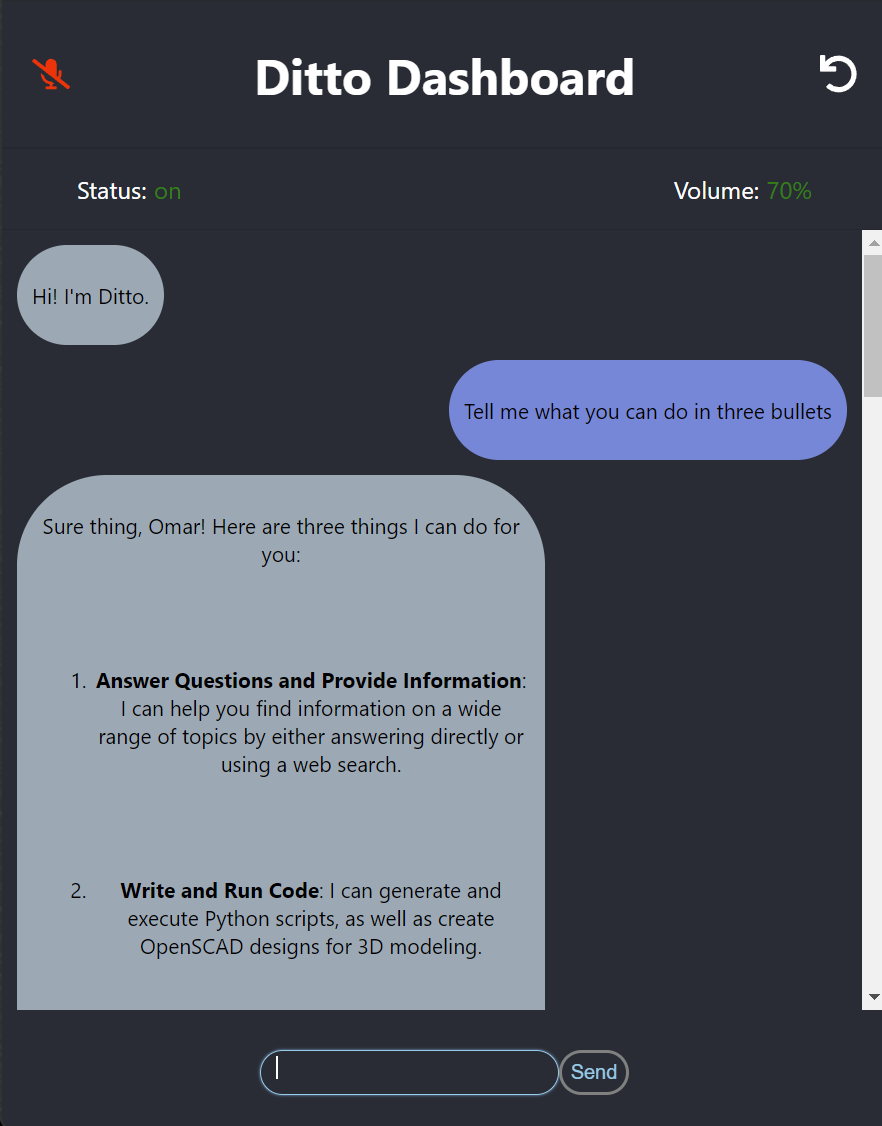 Ditto Dashboard
Status: on
Volume: 70%
Hi! I'm Ditto.
Tell me what you can do in three bullets
Sure thing, Omar! Here are three things I can do for
you:
1. Answer Questions and Provide Information:
I can help you find information on a wide
range of topics by either answering directly or
using a web search.
2. Write and Run Code: I can generate and
execute Python scripts, as well as create
OpenSCAD designs for 3D modeling.
Send